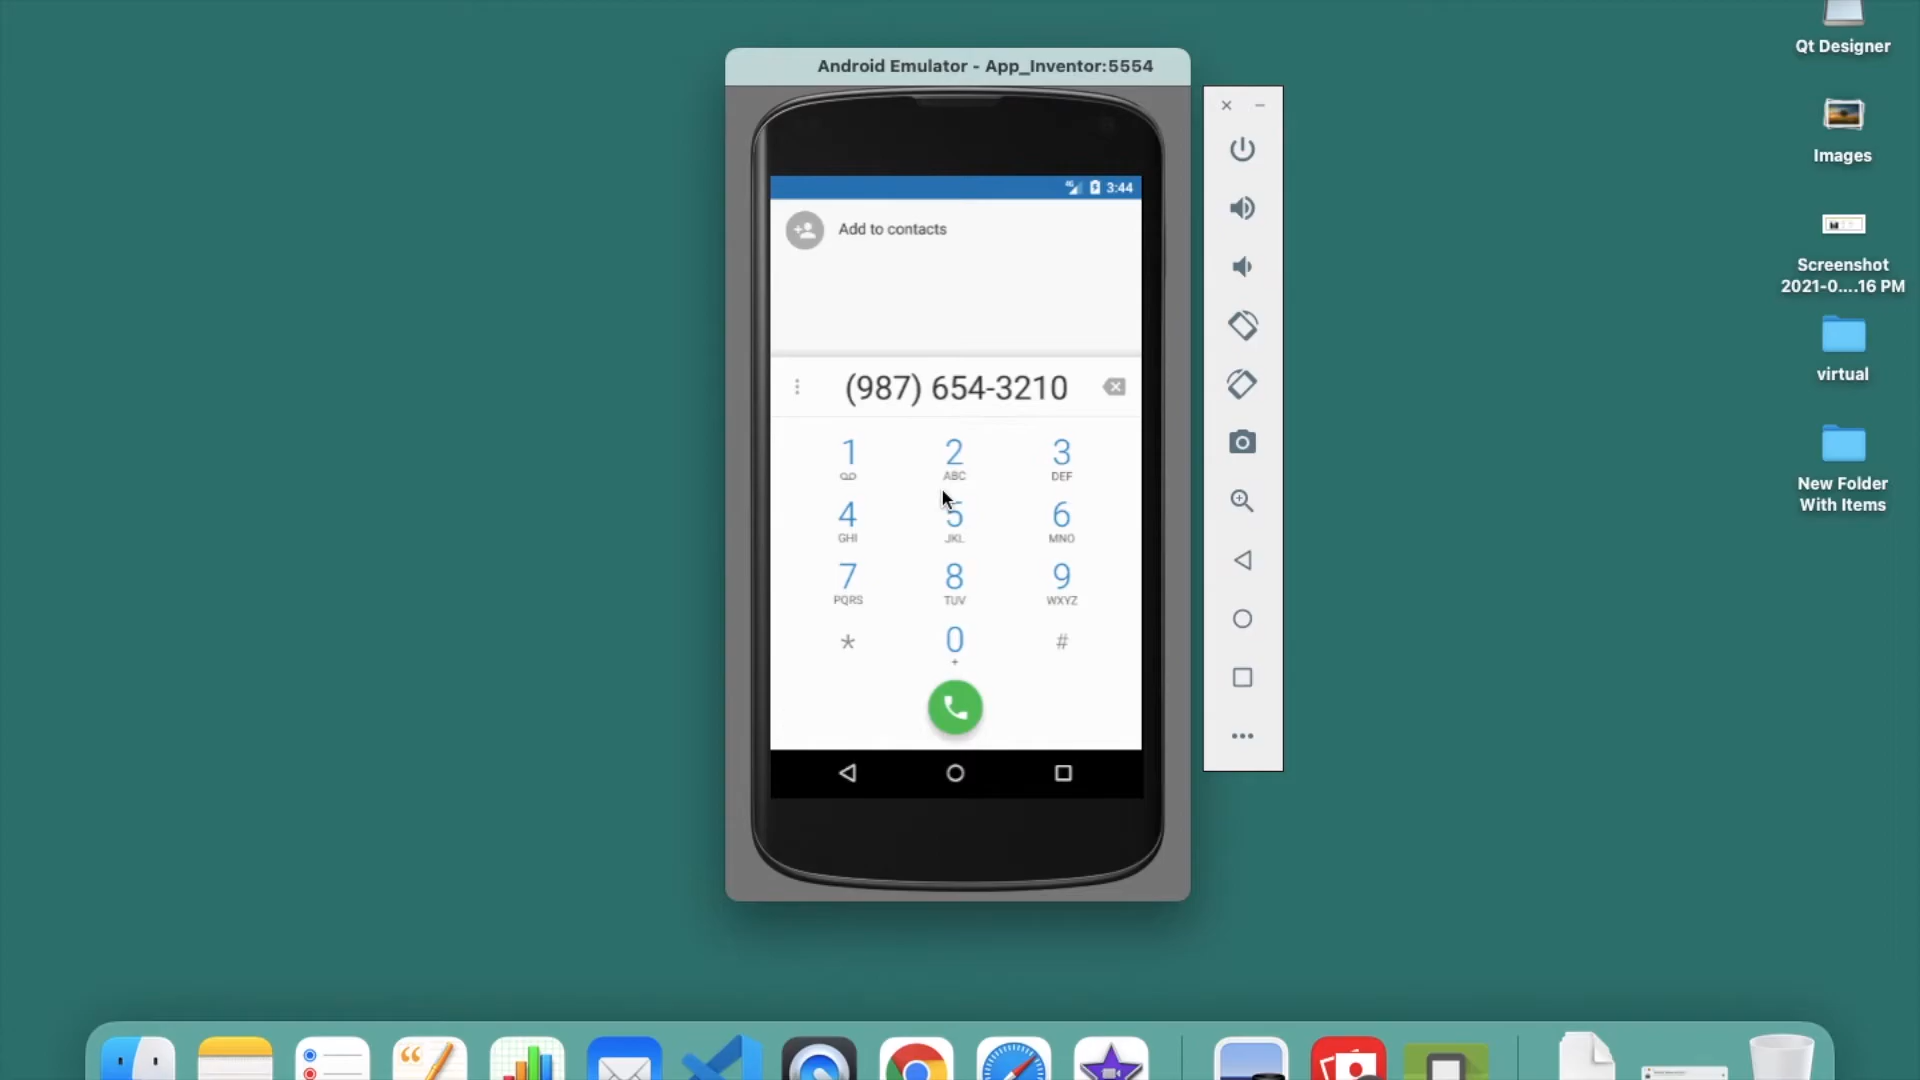 Android Emulator - App_Inventor:5554
3:44
Add to contacts
(987) 654-3210
1
2
ABC
3
DEF
4
GHI
5
JKL
6
MNO
7
PQRS
8
TUV
9
WXYZ
*
0
+
#
Qt Designer
Images
Screenshot
2021-0....16 PM
virtual
New Folder
With Items